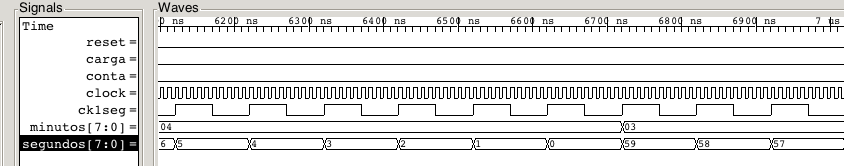 Signals
Waves
Time
0 ns 6200 ns 6300 ns 6400 ns 6500 ns 6600 ns 6700 ns 6800 ns 6900 ns 7 us
reset =
carga =
conta =
clock =
cklseg =
minutos[7:0] = 04 03
segundos[7:0] = 6 5 4 3 2 1 0 59 58 57